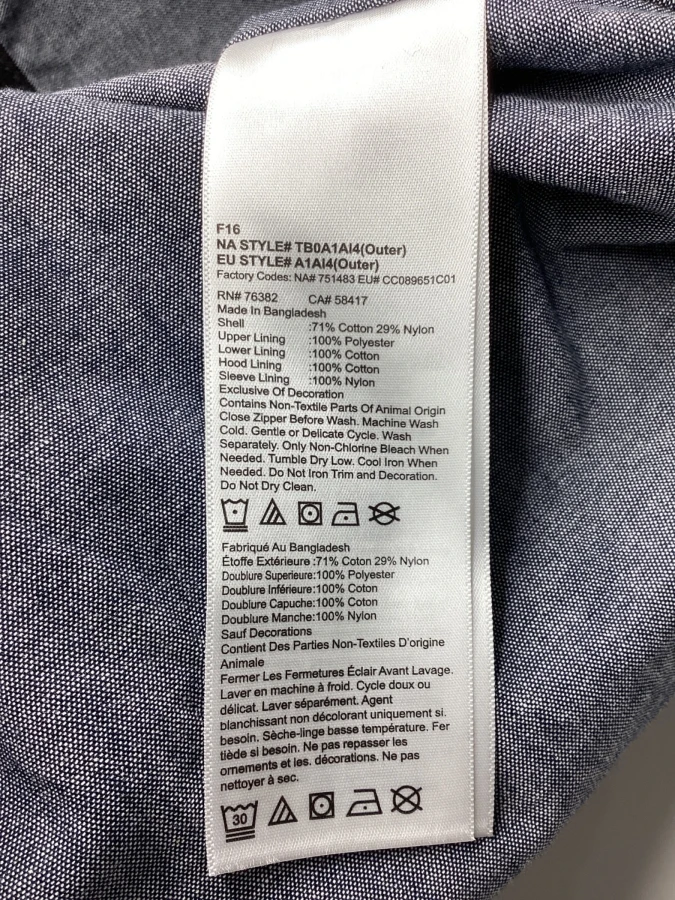 F16
NA STYLE# TB0A1AI4(Outer)
EU STYLE# A1AI4(Outer)
Factory Codes: NA# 751483 EU# CC089651C01
RN# 76382 CA# 58417
Made In Bangladesh
Shell :71% Cotton 29% Nylon
Upper Lining :100% Polyester
Lower Lining :100% Cotton
Hood Lining :100% Cotton
Sleeve Lining :100% Nylon
Exclusive Of Decoration
Contains Non-Textile Parts Of Animal Origin
Close Zipper Before Wash. Machine Wash
Cold. Gentle or Delicate Cycle. Wash
Separately. Only Non-Chlorine Bleach When
Needed. Tumble Dry Low. Cool Iron When
Needed. Do Not Iron Trim and Decoration.
Do Not Dry Clean.
Fabriqué Au Bangladesh
Étoffe Extérieure :71% Coton 29% Nylon
Doublure Superieure:100% Polyester
Doublure Inférieure:100% Coton
Doublure Capuche:100% Coton
Doublure Manche:100% Nylon
Sauf Decorations
Contient Des Parties Non-Textiles D'origine
Animale
Fermer Les Fermetures Éclair Avant Lavage.
Laver en machine à froid. Cycle doux ou
délicat. Laver séparément. Agent
blanchissant non décolorant uniquement si.
besoin. Sèche-linge basse température. Fer
tiède si besoin. Ne pas repasser les
ornements et les. décorations. Ne pas
nettoyer à sec.
30